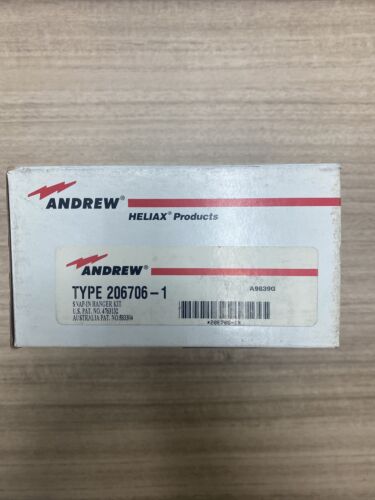 ANDREW®
HELIAX® Products
ANDREW®
TYPE 206706-1
A9839G
SNAP-IN HANGER KIT
U.S. PAT. NO. 4763132
AUSTRALIA PAT. NO. 583304
*206706-1*